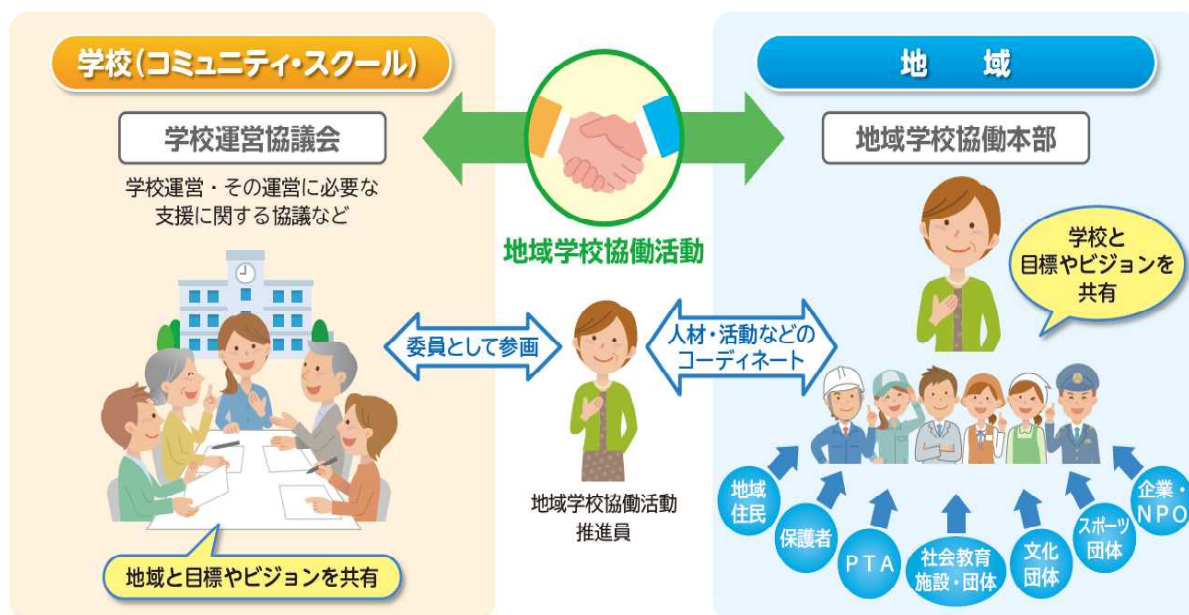 学校(コミュニティ・スクール)
学校運営協議会
学校運営・その運営に必要な
支援に関する協議など
地域と目標やビジョンを共有
地域学校協働活動
委員として参画
人材・活動などの
コーディネート
地域学校協働活動
推進員
地　域
地域学校協働本部
学校と
目標やビジョンを
共有
地域
住民
保護者
PTA
社会教育
施設・団体
文化
団体
スポーツ
団体
企業・
NPO